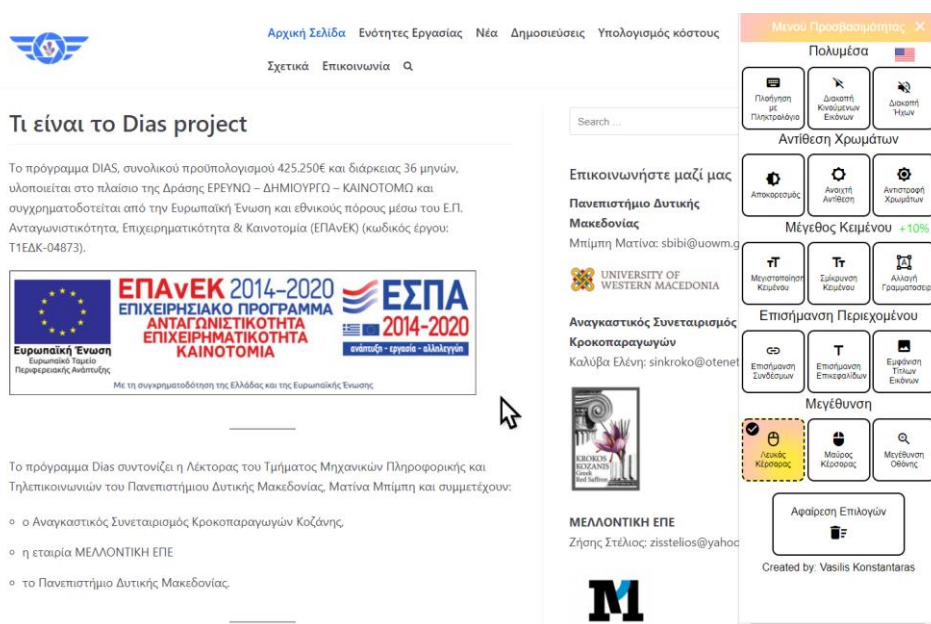 Αρχική Σελίδα Ενότητες Εργασίας Νέα Δημοσιεύσεις Υπολογισμός κόστους
Σχετικά Επικοινωνία
Τι είναι το Dias project
Το πρόγραμμα DIAS, συνολικού προϋπολογισμού 425.250€ και διάρκειας 36 μηνών,
υλοποιείται στο πλαίσιο της Δράσης ΕΡΕΥΝΩ – ΔΗΜΙΟΥΡΓΩ – ΚΑΙΝΟΤΟΜΩ και
συγχρηματοδοτείται από την Ευρωπαϊκή Ένωση και εθνικούς πόρους μέσω του Ε.Π.
Ανταγωνιστικότητα, Επιχειρηματικότητα & Καινοτομία (ΕΠΑνΕΚ) (κωδικός έργου:
Τ1ΕΔΚ-04873).
Ευρωπαϊκή Ένωση
Ευρωπαϊκό Ταμείο
Περιφερειακής Ανάπτυξης
ΕΠΑνΕΚ 2014–2020
ΕΠΙΧΕΙΡΗΣΙΑΚΟ ΠΡΟΓΡΑΜΜΑ
ΑΝΤΑΓΩΝΙΣΤΙΚΟΤΗΤΑ
ΕΠΙΧΕΙΡΗΜΑΤΙΚΟΤΗΤΑ
ΚΑΙΝΟΤΟΜΙΑ
ΕΣΠΑ
2014–2020
ανάπτυξη - εργασία - αλληλεγγύη
Με τη συγχρηματοδότηση της Ελλάδας και της Ευρωπαϊκής Ένωσης
Το πρόγραμμα Dias συντονίζει η Λέκτορας του Τμήματος Μηχανικών Πληροφορικής και
Τηλεπικοινωνιών του Πανεπιστήμιου Δυτικής Μακεδονίας, Ματίνα Μπίμπη και συμμετέχουν:
ο Αναγκαστικός Συνεταιρισμός Κροκοπαραγωγών Κοζάνης,
η εταιρία ΜΕΛΛΟΝΤΙΚΗ ΕΠΕ
το Πανεπιστήμιο Δυτικής Μακεδονίας.
Search ...
Επικοινωνήστε μαζί μας
Πανεπιστήμιο Δυτικής
Μακεδονίας
Μπίμπη Ματίνα: sbibi@uowm.g
UNIVERSITY OF
WESTERN MACEDONIA
Αναγκαστικός Συνεταιρισμός
Κροκοπαραγωγών
Καλύβα Ελένη: sinkroko@otenet
KROKOS
KOZANIS
Greek
Red Saffron
ΜΕΛΛΟΝΤΙΚΗ ΕΠΕ
Ζήσης Στέλιος: zisstelios@yahoo
M
Μενού Προσβασιμότητας ×
Πολυμέσα
Πλοήγηση
με
Πληκτρολόγιο
Διακοπή
Κινούμενων
Εικόνων
Διακοπή
Ήχων
Αντίθεση Χρωμάτων
Αποκορεσμός
Ανοιχτή
Αντίθεση
Αντιστροφή
Χρωμάτων
Μέγεθος Κειμένου +10%
Μεγιστοποίηση
Κειμένου
Σμίκρυνση
Κειμένου
Αλλαγή
Γραμματοσειρ
Επισήμανση Περιεχομένου
Επισήμανση
Συνδέσμων
Επισήμανση
Επικεφαλίδων
Εμφάνιση
Τίτλων
Εικόνων
Μεγέθυνση
Λευκός
Κέρσορας
Μαύρος
Κέρσορας
Μεγέθυνση
Οθόνης
Αφαίρεση Επιλογών
Created by: Vasilis Konstantaras